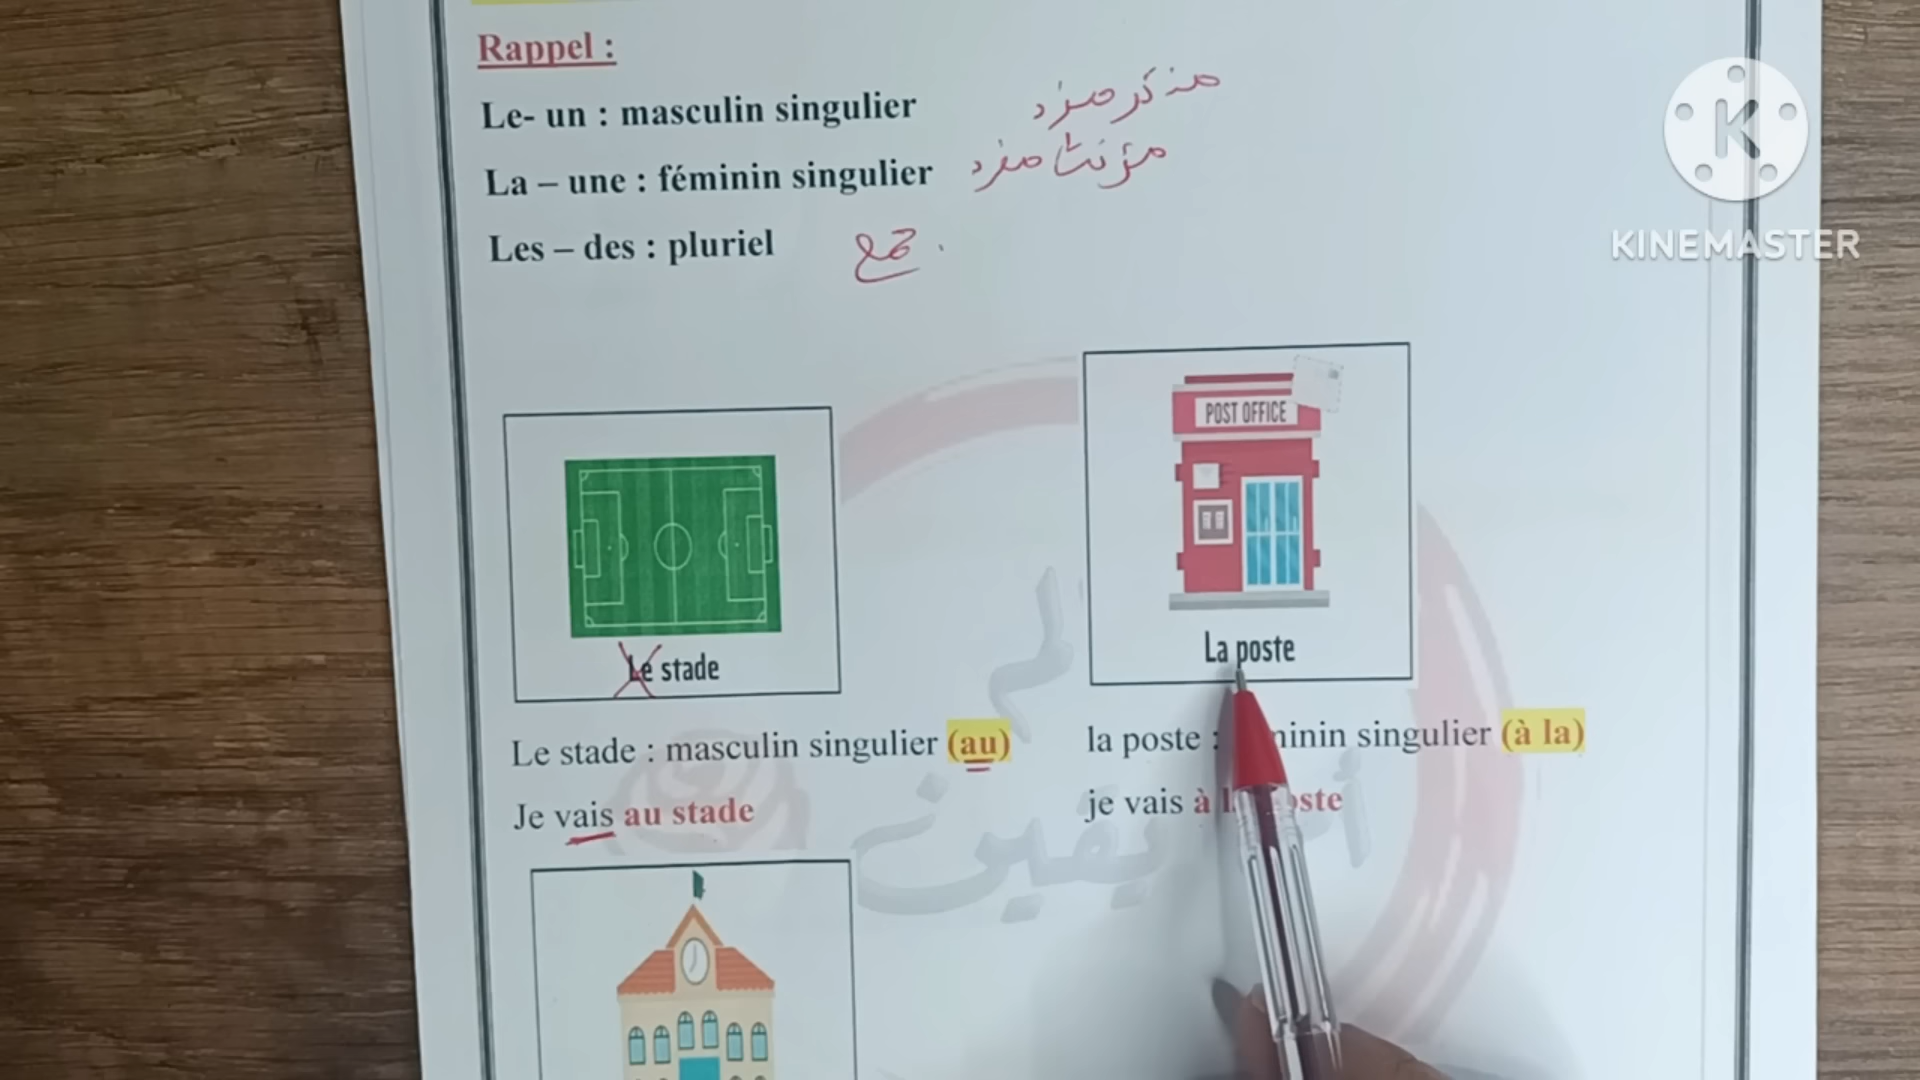 Rappel :
Le- un : masculin singulier مذكر مفرد
La – une : féminin singulier مؤنث مفرد
Les – des : pluriel جمع
KINEMASTER
POST OFFICE
Le stade
La poste
Le stade : masculin singulier (au)
Je vais au stade
la poste : singulier (à la)
je vais à